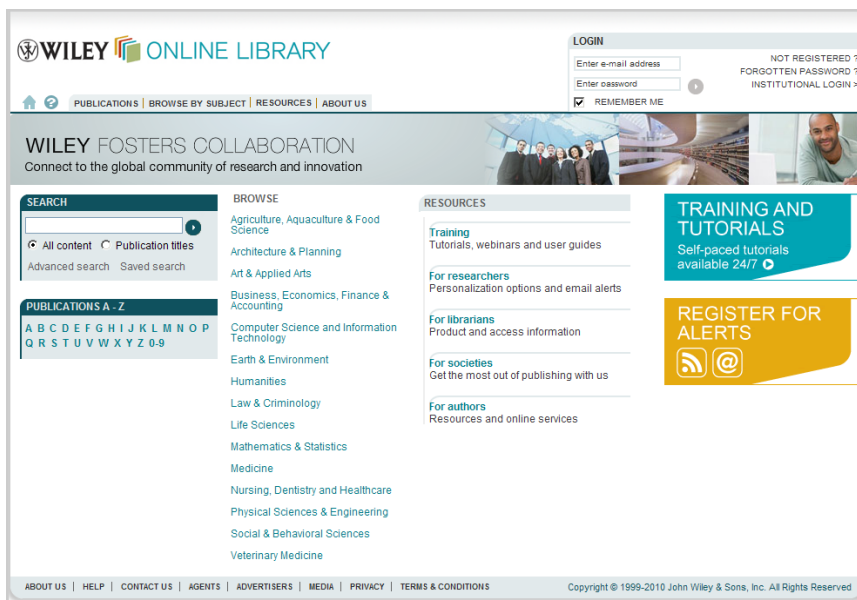 WILEY ONLINE LIBRARY
PUBLICATIONS | BROWSE BY SUBJECT | RESOURCES | ABOUT US
LOGIN
Enter e-mail address
Enter password
REMEMBER ME
NOT REGISTERED ?
FORGOTTEN PASSWORD ?
INSTITUTIONAL LOGIN >
WILEY FOSTERS COLLABORATION
Connect to the global community of research and innovation
SEARCH
All content Publication titles
Advanced search Saved search
PUBLICATIONS A - Z
A B C D E F G H I J K L M N O P
Q R S T U V W X Y Z 0-9
BROWSE
Agriculture, Aquaculture & Food
Science
Architecture & Planning
Art & Applied Arts
Business, Economics, Finance &
Accounting
Computer Science and Information
Technology
Earth & Environment
Humanities
Law & Criminology
Life Sciences
Mathematics & Statistics
Medicine
Nursing, Dentistry and Healthcare
Physical Sciences & Engineering
Social & Behavioral Sciences
Veterinary Medicine
RESOURCES
Training
Tutorials, webinars and user guides
For researchers
Personalization options and email alerts
For librarians
Product and access information
For societies
Get the most out of publishing with us
For authors
Resources and online services
TRAINING AND
TUTORIALS
Self-paced tutorials
available 24/7
REGISTER FOR
ALERTS
@
ABOUT US | HELP | CONTACT US | AGENTS | ADVERTISERS | MEDIA | PRIVACY | TERMS & CONDITIONS
Copyright © 1999-2010 John Wiley & Sons, Inc. All Rights Reserved